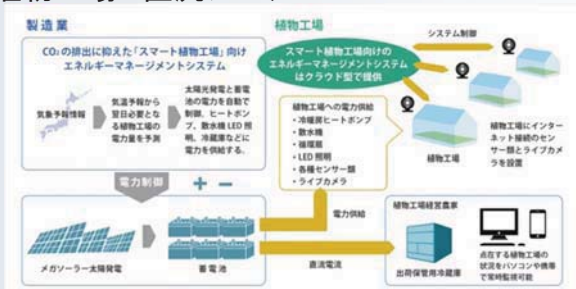 製造業
CO₂の排出に抑えた「スマート植物工場」向け
エネルギーマネージメントシステム
気象予報情報
気温予報から
翌日必要とな
る植物工場の
電力量を予測
太陽光発電と蓄電
池の電力を自動で
制御、ヒートポン
プ、散水機 LED 照
明、冷蔵庫などに
電力を供給する。
電力制御
+ −
メガソーラー太陽発電
蓄電池
植物工場
スマート植物工場向けの
エネルギーマネージメントシステム
はクラウド型で提供
システム制御
植物工場への電力供給
・冷暖房ヒートポンプ
・散水機
・循環扇
・LED 照明
・各種センサー類
・ライブカメラ
植物工場
植物工場にインター
ネット接続のセン
サー類とライブカメ
ラを設置
電力供給
直流電流
植物工場経営農家
出荷保管用冷蔵庫
点在する植物工場の
状況をパソコンや携帯
で常時監視可能